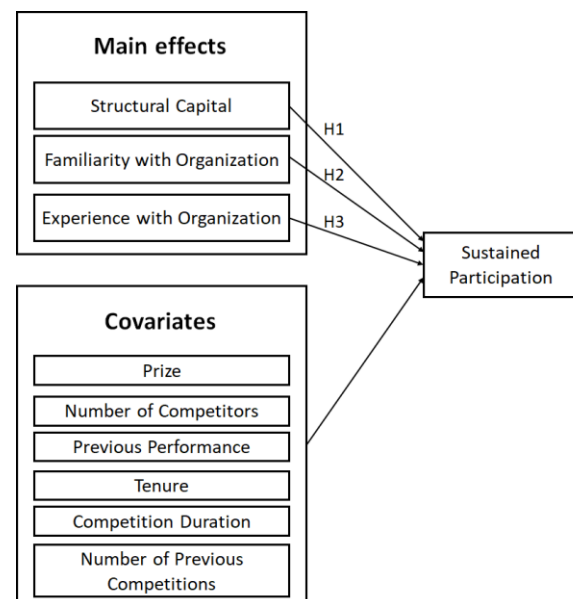 Main effects
Structural Capital
Familiarity with Organization
Experience with Organization
H1
H2
H3
Sustained
Participation
Covariates
Prize
Number of Competitors
Previous Performance
Tenure
Competition Duration
Number of Previous
Competitions